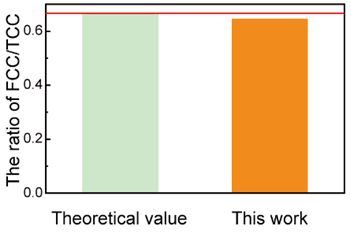 The ratio of FCC/TCC
0.6
0.4
0.2
0.0
Theoretical value
This work